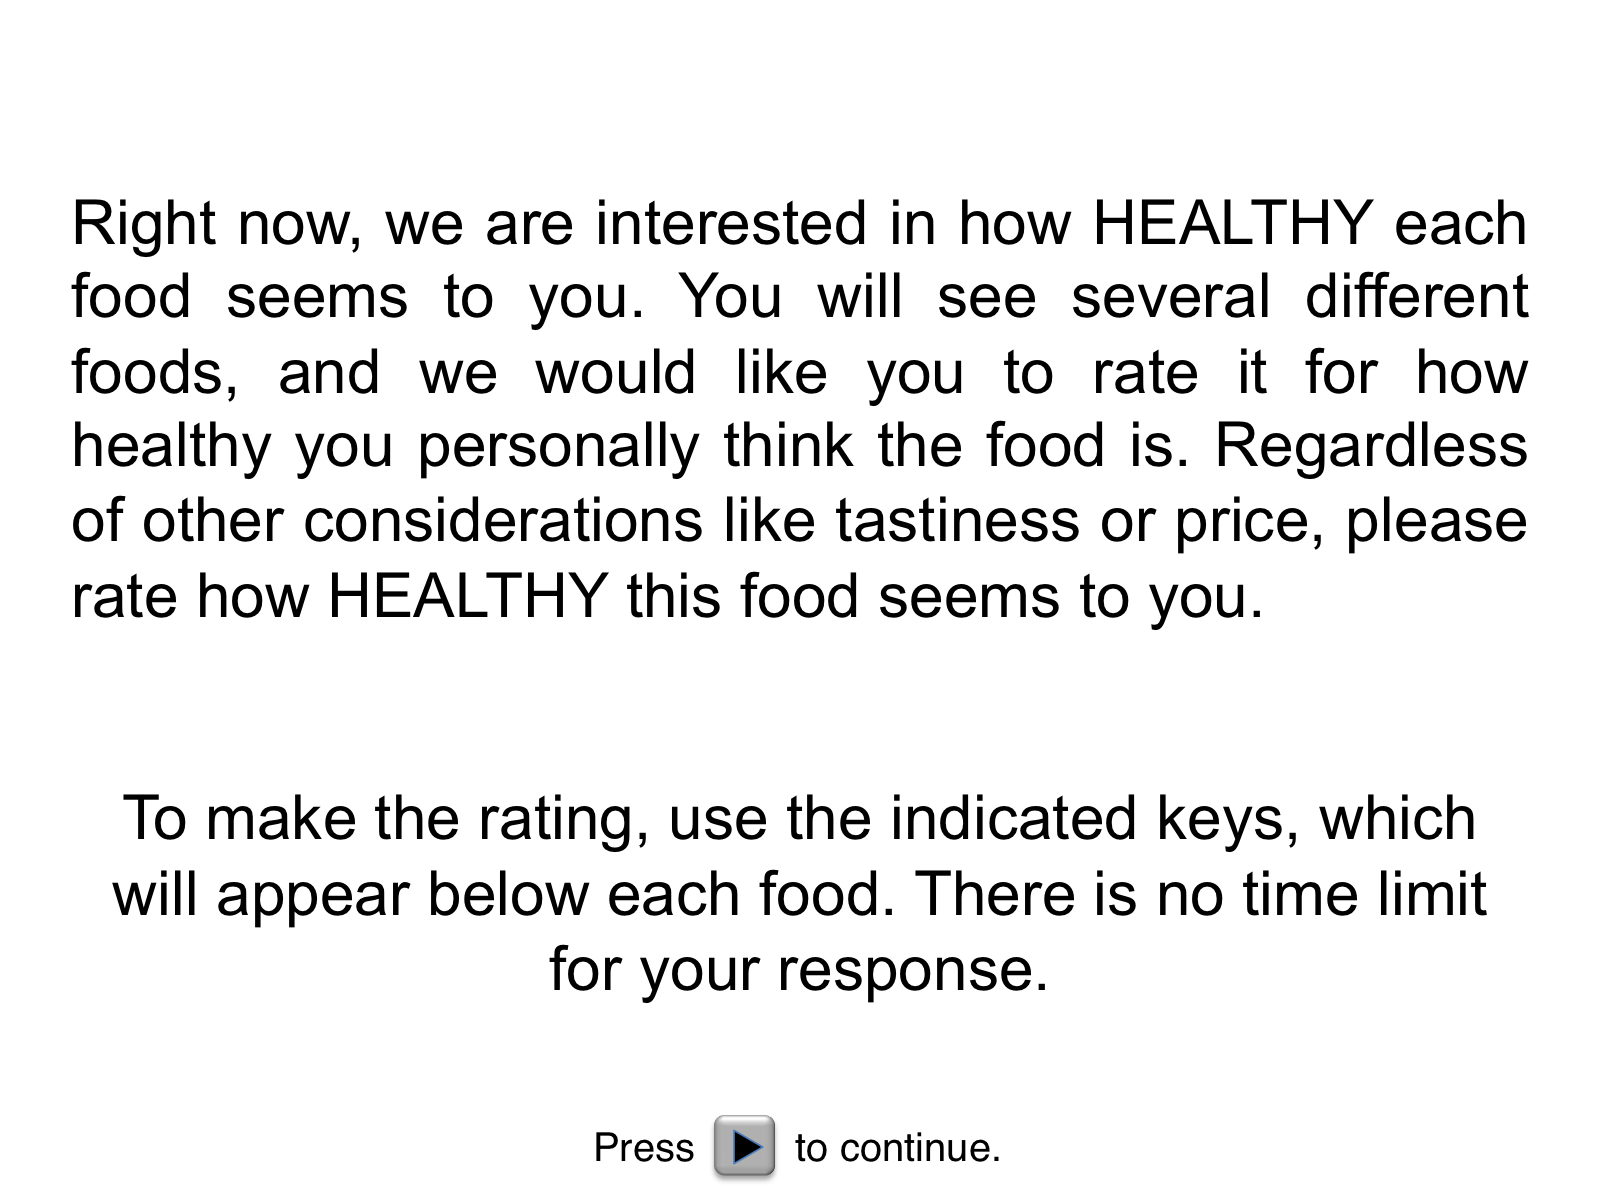 Right now, we are interested in how HEALTHY each
food seems to you. You will see several different
foods, and we would like you to rate it for how
healthy you personally think the food is. Regardless
of other considerations like tastiness or price, please
rate how HEALTHY this food seems to you.
To make the rating, use the indicated keys, which
will appear below each food. There is no time limit
for your response.
Press to continue.